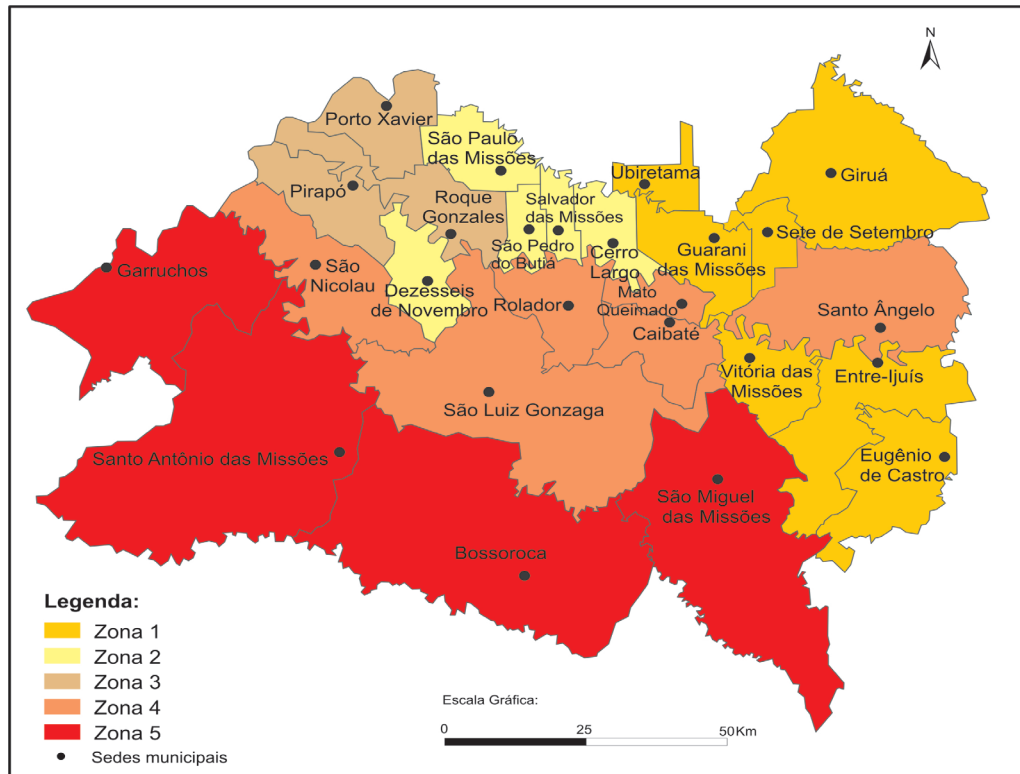 N
Porto Xavier
São Paulo
das Missões
Ubiretama
Giruá
Pirapó
Roque
Gonzales
Salvador
das Missões
São Pedro
do Butiá
Cerro
Largo
Guarani
das Missões
Sete de Setembro
Garruchos
São
Nicolau
Dezesseis
de Novembro
Rolador
Mato
Queimado
Caibaté
Santo Ângelo
Vitória das
Missões
Entre-Ijuís
São Luiz Gonzaga
Santo Antônio das Missões
Eugênio
de Castro
São Miguel
das Missões
Bossoroca
Legenda:
Zona 1
Zona 2
Zona 3
Zona 4
Zona 5
Sedes municipais
Escala Gráfica:
0 25 50Km